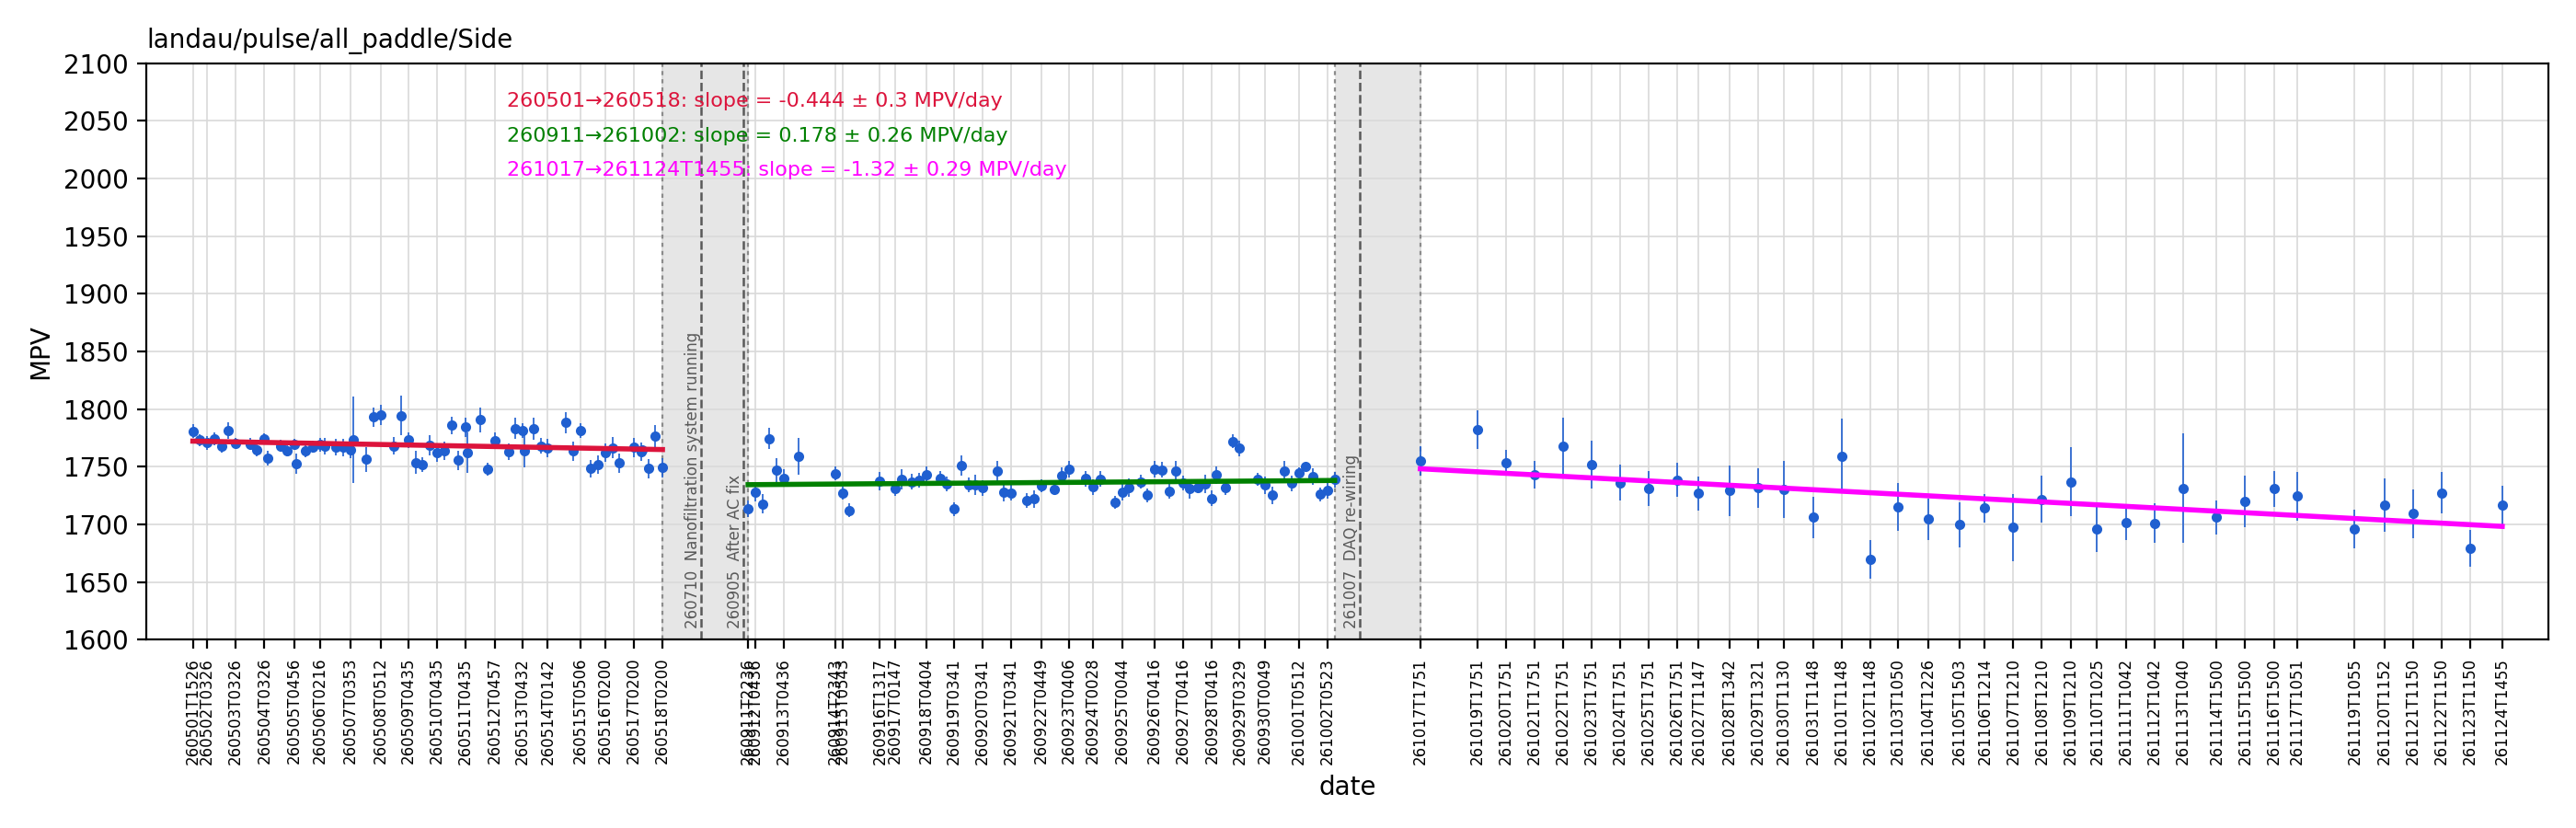 landau/pulse/all_paddle/Side
2100
2050
2000
1950
1900
1850
1800
1750
1700
1650
1600
MPV
260501→260518: slope = -0.444 ± 0.3 MPV/day
260911→261002: slope = 0.178 ± 0.26 MPV/day
261017→261124T1455: slope = -1.32 ± 0.29 MPV/day
260710  Nanofiltration system running
260905  After AC fix
261007  DAQ re-wiring
260501T1526
260502T0326
260503T0326
260504T0326
260505T0456
260506T0216
260507T0353
260508T0512
260509T0435
260510T0435
260511T0435
260512T0457
260513T0432
260514T0142
260515T0506
260516T0200
260517T0200
260518T0200
260911T2236
260912T0436
260913T0436
260914T2343
260915T0543
260916T1317
260917T0147
260918T0404
260919T0341
260920T0341
260921T0341
260922T0449
260923T0406
260924T0028
260925T0044
260926T0416
260927T0416
260928T0416
260929T0329
260930T0049
261001T0512
261002T0523
261017T1751
261019T1751
261020T1751
261021T1751
261022T1751
261023T1751
261024T1751
261025T1751
261026T1751
261027T1147
261028T1342
261029T1321
261030T1130
261031T1148
261101T1148
261102T1148
261103T1050
261104T1226
261105T1503
261106T1214
261107T1210
261108T1210
261109T1210
261110T1025
261111T1042
261112T1042
261113T1040
261114T1500
261115T1500
261116T1500
261117T1051
261119T1055
261120T1152
261121T1150
261122T1150
261123T1150
261124T1455
date